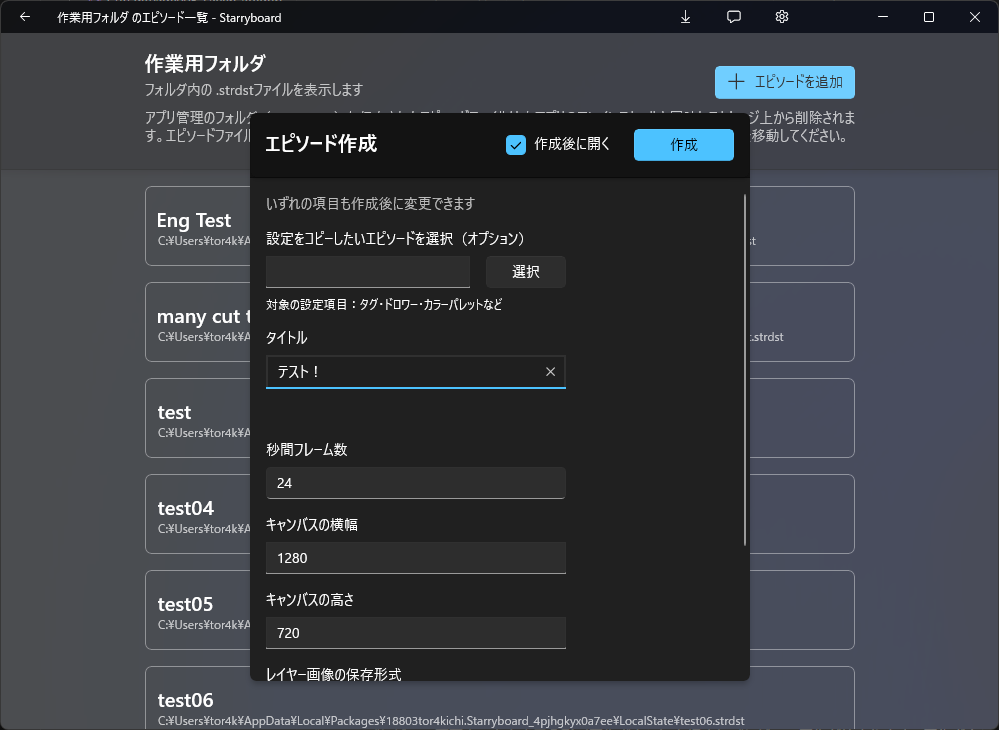 作業用フォルダ のエピソード一覧 - Starryboard
作業用フォルダ
フォルダ内の .strdstファイルを表示します
エピソードを追加
アプリ管理のフォルダ
ジ上から削除されま
す。エピソードファイル
移動してください。
エピソード作成
作成後に開く
作成
いずれの項目も作成後に変更できます
設定をコピーしたいエピソードを選択（オプション）
選択
対象の設定項目：タグ・ドロワー・カラーパレットなど
タイトル
テスト！
秒間フレーム数
24
キャンバスの横幅
1280
キャンバスの高さ
720
レイヤー画像の保存形式
Eng Test
C:¥Users¥tor4k¥A
st
many cut t
C:¥Users¥tor4k¥A
t.strdst
test
C:¥Users¥tor4k¥A
test04
C:¥Users¥tor4k¥A
test05
C:¥Users¥tor4k¥A
test06
C:¥Users¥tor4k¥AppData¥Local¥Packages¥18803tor4kichi.Starryboard_4pjhgkyx0a7ee¥LocalState¥test06.strdst